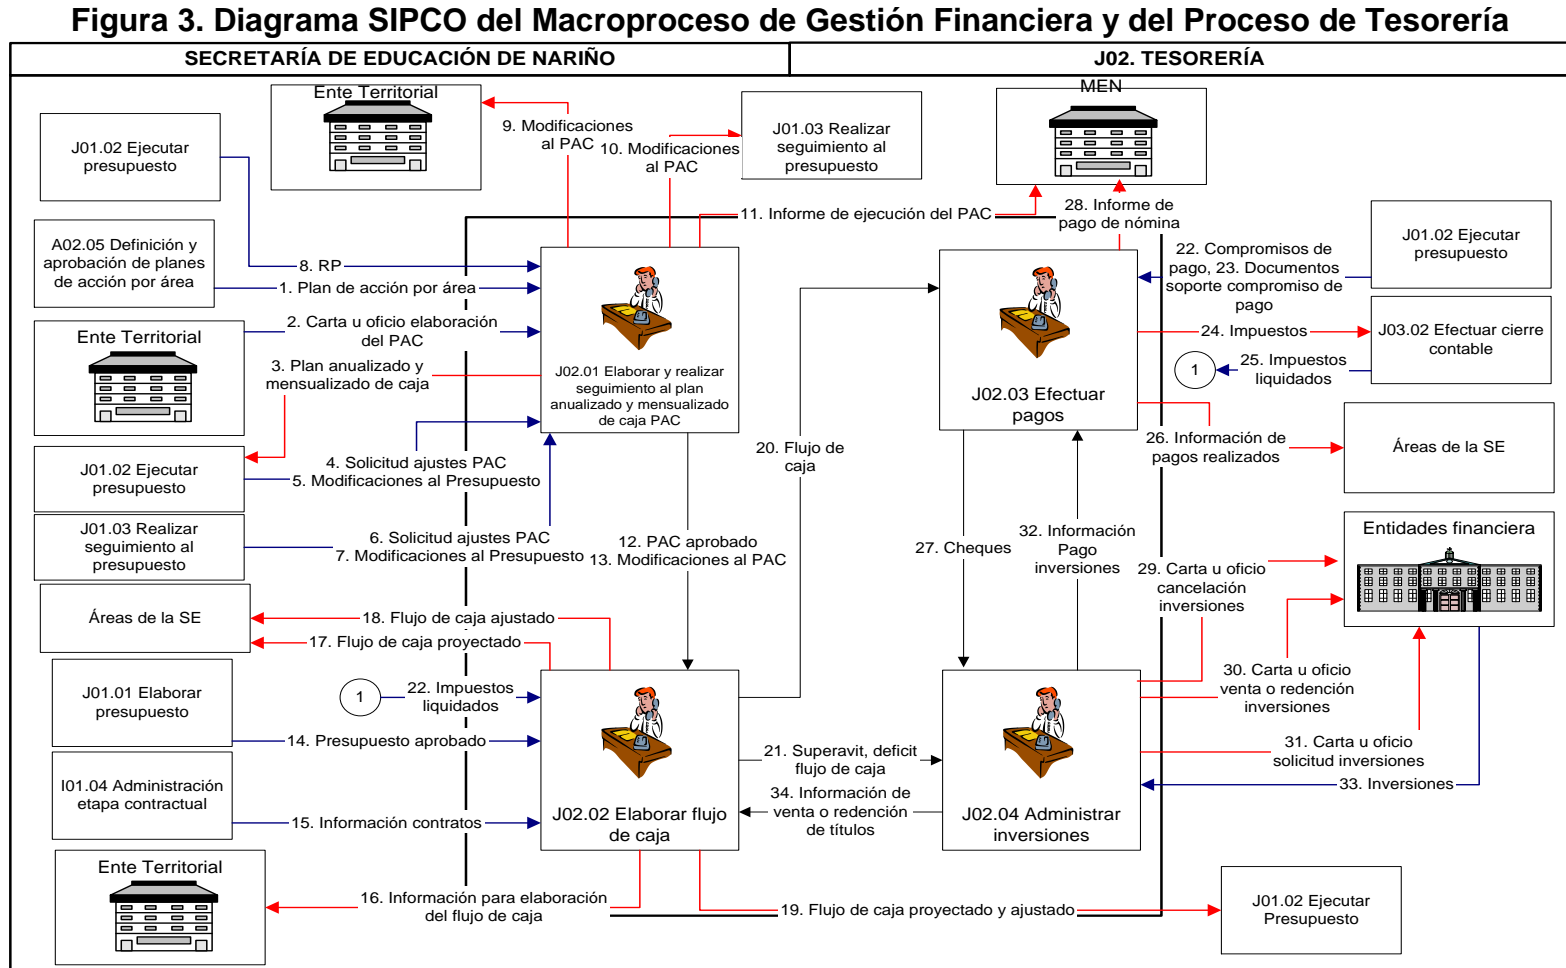 Figura 3. Diagrama SIPCO del Macroproceso de Gestión Financiera y del Proceso de Tesorería
SECRETARÍA DE EDUCACIÓN DE NARIÑO
J02. TESORERÍA
Ente Territorial
9. Modificaciones
al PAC
10. Modificaciones
al PAC
J01.03 Realizar
seguimiento al
presupuesto
MEN
J01.02 Ejecutar
presupuesto
11. Informe de ejecución del PAC
28. Informe de
pago de nómina
A02.05 Definición y
aprobación de planes
de acción por área
8. RP
1. Plan de acción por área
22. Compromisos de
pago, 23. Documentos
soporte compromiso de
pago
J01.02 Ejecutar
presupuesto
Ente Territorial
2. Carta u oficio elaboración
del PAC
3. Plan anualizado y
mensualizado de caja
J02.01 Elaborar y realizar
seguimiento al plan
anualizado y mensualizado
de caja PAC
J02.03 Efectuar
pagos
24. Impuestos
J03.02 Efectuar cierre
contable
1
25. Impuestos
liquidados
J01.02 Ejecutar
presupuesto
4. Solicitud ajustes PAC
5. Modificaciones al Presupuesto
20. Flujo de
caja
26. Información de
pagos realizados
Áreas de la SE
J01.03 Realizar
seguimiento al
presupuesto
6. Solicitud ajustes PAC
7. Modificaciones al Presupuesto
12. PAC aprobado
13. Modificaciones al PAC
27. Cheques
32. Información
Pago
inversiones
Entidades financiera
29. Carta u oficio
cancelación
inversiones
Áreas de la SE
18. Flujo de caja ajustado
17. Flujo de caja proyectado
J01.01 Elaborar
presupuesto
1
22. Impuestos
liquidados
14. Presupuesto aprobado
30. Carta u oficio
venta o redención
inversiones
31. Carta u oficio
solicitud inversiones
33. Inversiones
21. Superavit, deficit
flujo de caja
34. Información de
venta o redención
de títulos
I01.04 Administración
etapa contractual
15. Información contratos
J02.02 Elaborar flujo
de caja
J02.04 Administrar
inversiones
Ente Territorial
16. Información para elaboración
del flujo de caja
19. Flujo de caja proyectado y ajustado
J01.02 Ejecutar
Presupuesto